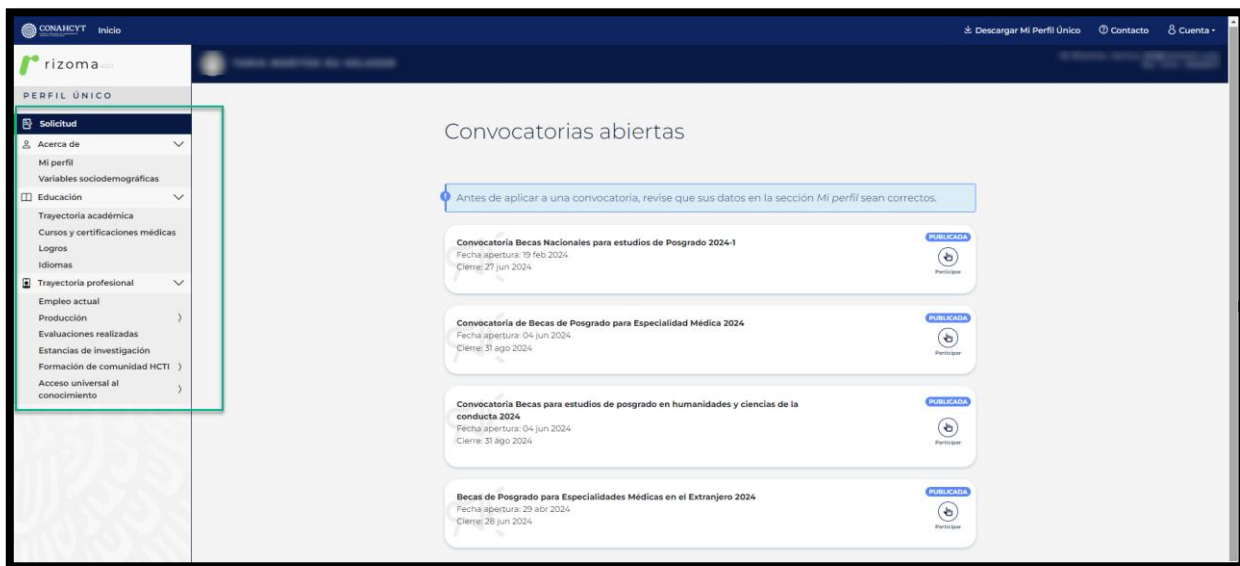 CONAHCYT Inicio
Descargar Mi Perfil Único Contacto Cuenta
rizoma
PERFIL ÚNICO
Solicitud
Acerca de
Mi perfil
Variables sociodemográficas
Educación
Trayectoria académica
Cursos y certificaciones médicas
Logros
Idiomas
Trayectoria profesional
Empleo actual
Producción
Evaluaciones realizadas
Estancias de investigación
Formación de comunidad HCTI
Acceso universal al
conocimiento
Convocatorias abiertas
Antes de aplicar a una convocatoria, revise que sus datos en la sección Mi perfil sean correctos.
Convocatoria Becas Nacionales para estudios de Posgrado 2024-1
Fecha apertura: 19 feb 2024
Cierre: 27 jun 2024
PUBLICADA
Participar
Convocatoria de Becas de Posgrado para Especialidad Médica 2024
Fecha apertura: 04 jun 2024
Cierre: 31 ago 2024
PUBLICADA
Participar
Convocatoria Becas para estudios de posgrado en humanidades y ciencias de la
conducta 2024
Fecha apertura: 04 jun 2024
Cierre: 31 ago 2024
PUBLICADA
Participar
Becas de Posgrado para Especialidades Médicas en el Extranjero 2024
Fecha apertura: 29 abr 2024
Cierre: 28 jun 2024
PUBLICADA
Participar